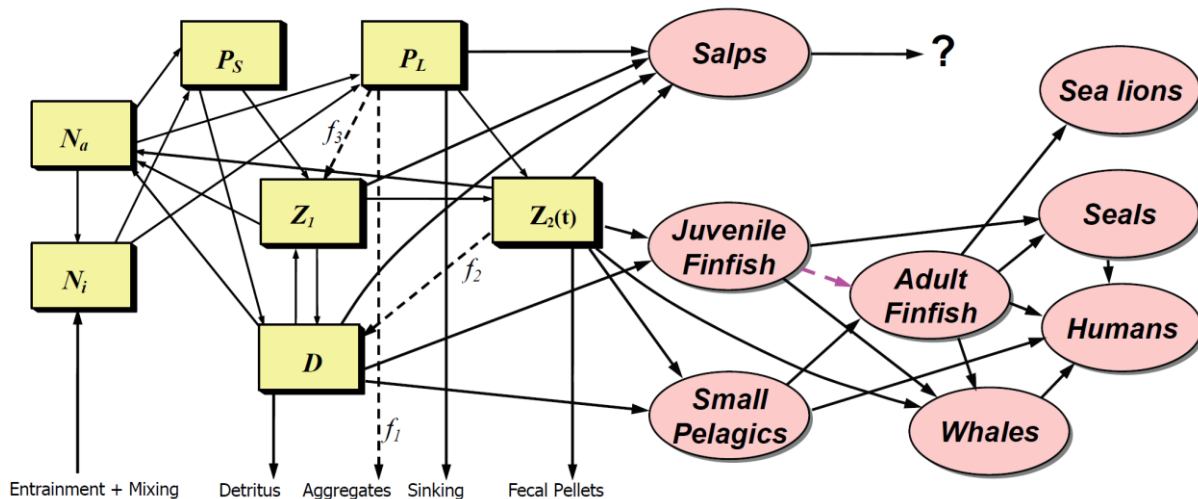 P_S
P_L
Salps
?
Sea lions
N_a
f_3
Z_1
Z_2(t)
Juvenile
Finfish
Seals
N_i
f_2
Adult
Finfish
Humans
D
Small
Pelagics
Whales
f_1
Entrainment + Mixing
Detritus
Aggregates
Sinking
Fecal Pellets